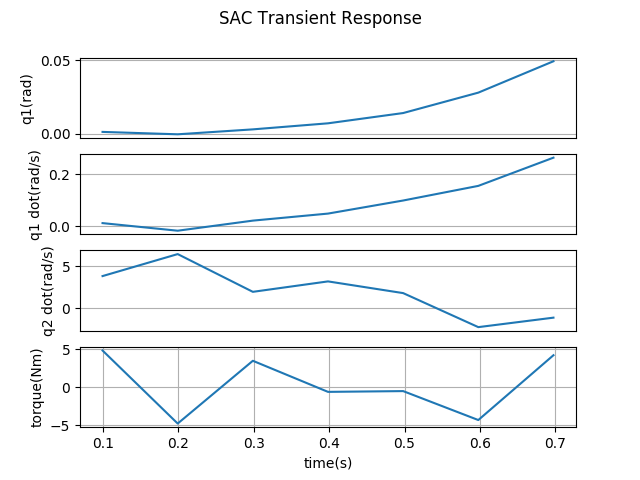 SAC Transient Response
0.05
0.00
q1(rad)
0.2
0.0
q1 dot(rad/s)
5
0
q2 dot(rad/s)
5
0
−5
torque(Nm)
0.1 0.2 0.3 0.4 0.5 0.6 0.7
time(s)